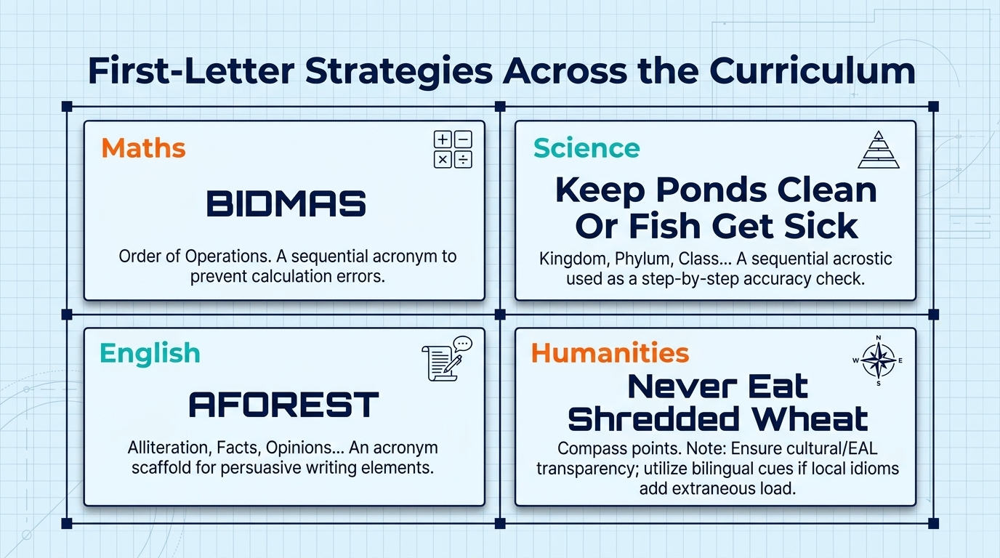 First-Letter Strategies Across the Curriculum
Maths
BIDMAS
Order of Operations. A sequential acronym to
prevent calculation errors.
Science
Keep Ponds Clean
Or Fish Get Sick
Kingdom, Phylum, Class... A sequential acrostic
used as a step-by-step accuracy check.
English
AFOREST
Alliteration, Facts, Opinions... An acronym
scaffold for persuasive writing elements.
Humanities
N
W E
S
Never Eat
Shredded Wheat
Compass points. Note: Ensure cultural/EAL
transparency; utilize bilingual cues if local idioms
add extraneous load.